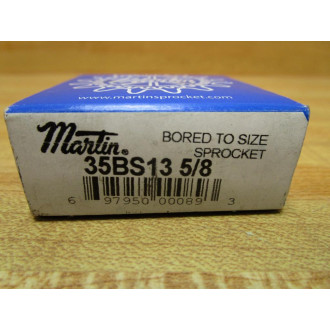 www.martinsprocket.com
Martin®
BORED TO SIZE
SPROCKET
35BS13 5/8
6 97950 00089 3